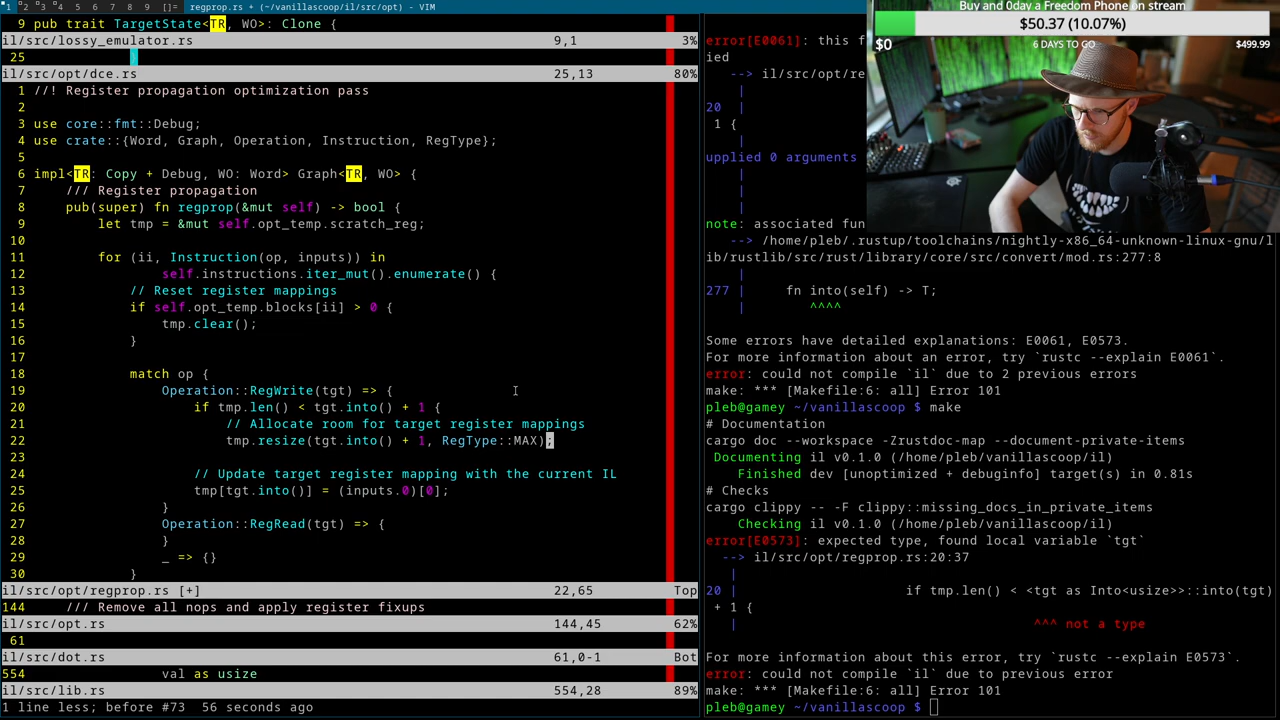 1 2 3 4 5 6 7 8 9 []= regprop.rs + (~/vanillascoop/il/src/opt) - VIM
9 pub trait TargetState<TR, WO>: Clone {
il/src/lossy_emulator.rs 9,1 3%
25 }
il/src/opt/dce.rs 25,13 80%
1 //! Register propagation optimization pass
2
3 use core::fmt::Debug;
4 use crate::{Word, Graph, Operation, Instruction, RegType};
5
6 impl<TR: Copy + Debug, WO: Word> Graph<TR, WO> {
7 /// Register propagation
8 pub(super) fn regprop(&mut self) -> bool {
9 let tmp = &mut self.opt_temp.scratch_reg;
10
11 for (ii, Instruction(op, inputs)) in
12 self.instructions.iter_mut().enumerate() {
13 // Reset register mappings
14 if self.opt_temp.blocks[ii] > 0 {
15 tmp.clear();
16 }
17
18 match op {
19 Operation::RegWrite(tgt) => {
20 if tmp.len() < tgt.into() + 1 {
21 // Allocate room for target register mappings
22 tmp.resize(tgt.into() + 1, RegType::MAX);
23
24 // Update target register mapping with the current IL
25 tmp[tgt.into()] = (inputs.0)[0];
26 }
27 Operation::RegRead(tgt) => {
28 }
29 _ => {}
30 }
il/src/opt/regprop.rs [+] 22,65 Top
144 /// Remove all nops and apply register fixups
il/src/opt.rs 144,45 62%
61
il/src/dot.rs 61,0-1 Bot
554 val as usize
il/src/lib.rs 554,28 89%
1 line less; before #73 56 seconds ago
error[E0061]: this f
ied
--> il/src/opt/re
|
20 |
1 {
|
upplied 0 arguments
|
|
|
note: associated fun
--> /home/pleb/.rustup/toolchains/nightly-x86_64-unknown-linux-gnu/l
ib/rustlib/src/rust/library/core/src/convert/mod.rs:277:8
|
277 | fn into(self) -> T;
| ^^^^
Some errors have detailed explanations: E0061, E0573.
For more information about an error, try `rustc --explain E0061`.
error: could not compile `il` due to 2 previous errors
make: *** [Makefile:6: all] Error 101
pleb@gamey ~/vanillascoop $ make
# Documentation
cargo doc --workspace -Zrustdoc-map --document-private-items
Documenting il v0.1.0 (/home/pleb/vanillascoop/il)
Finished dev [unoptimized + debuginfo] target(s) in 0.81s
# Checks
cargo clippy -- -F clippy::missing_docs_in_private_items
Checking il v0.1.0 (/home/pleb/vanillascoop/il)
error[E0573]: expected type, found local variable `tgt`
--> il/src/opt/regprop.rs:20:37
|
20 | if tmp.len() < <tgt as Into<usize>>::into(tgt)
+ 1 {
| ^^^ not a type
For more information about this error, try `rustc --explain E0573`.
error: could not compile `il` due to previous error
make: *** [Makefile:6: all] Error 101
pleb@gamey ~/vanillascoop $
Buy and 0day a Freedom Phone on stream
$50.37 (10.07%)
$0 6 DAYS TO GO $499.99